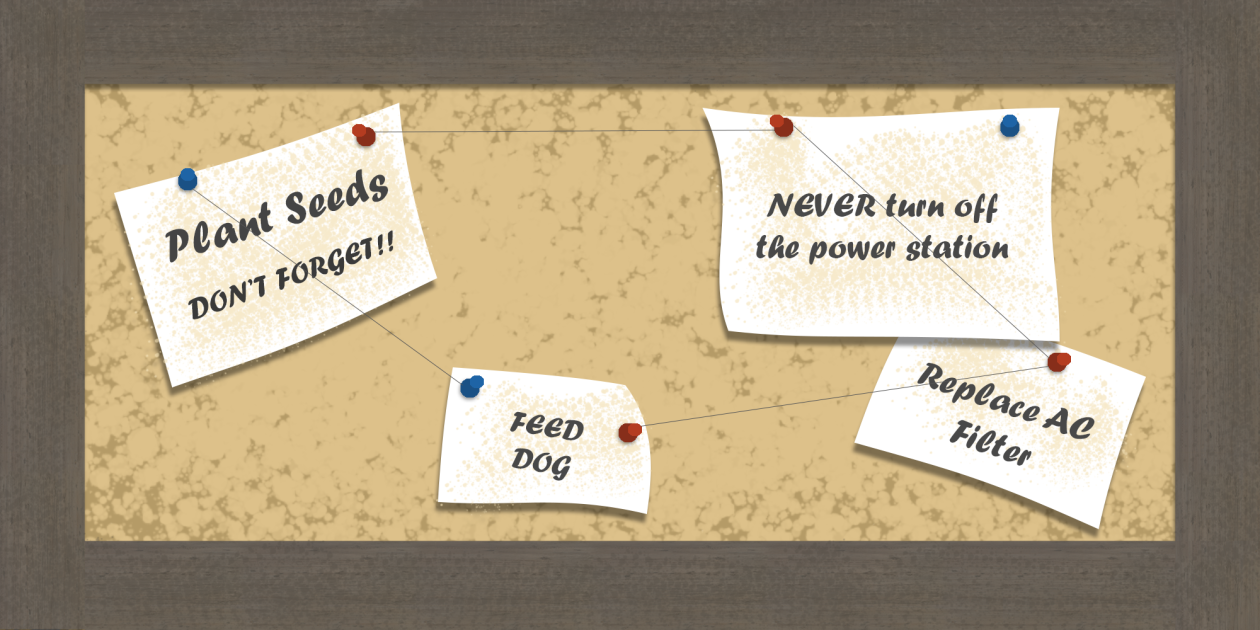 Plant Seeds
DON'T FORGET!!
NEVER turn off
the power station
FEED
DOG
Replace AC
Filter